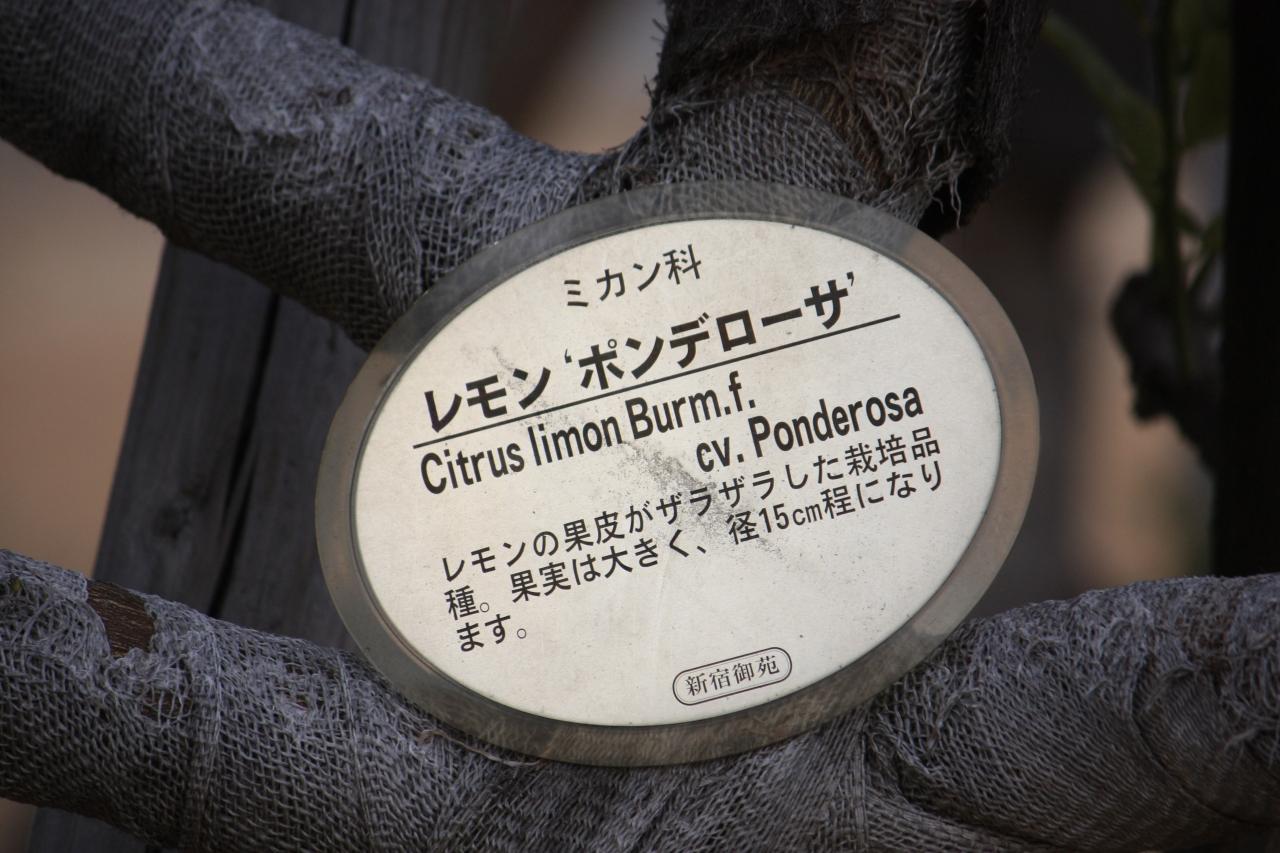 ミカン科
レモン‘ポンデローサ’
Citrus limon Burm.f.
cv. Ponderosa
レモンの果皮がザラザラした栽培品
種。果実は大きく、径15cm程になり
ます。
新宿御苑